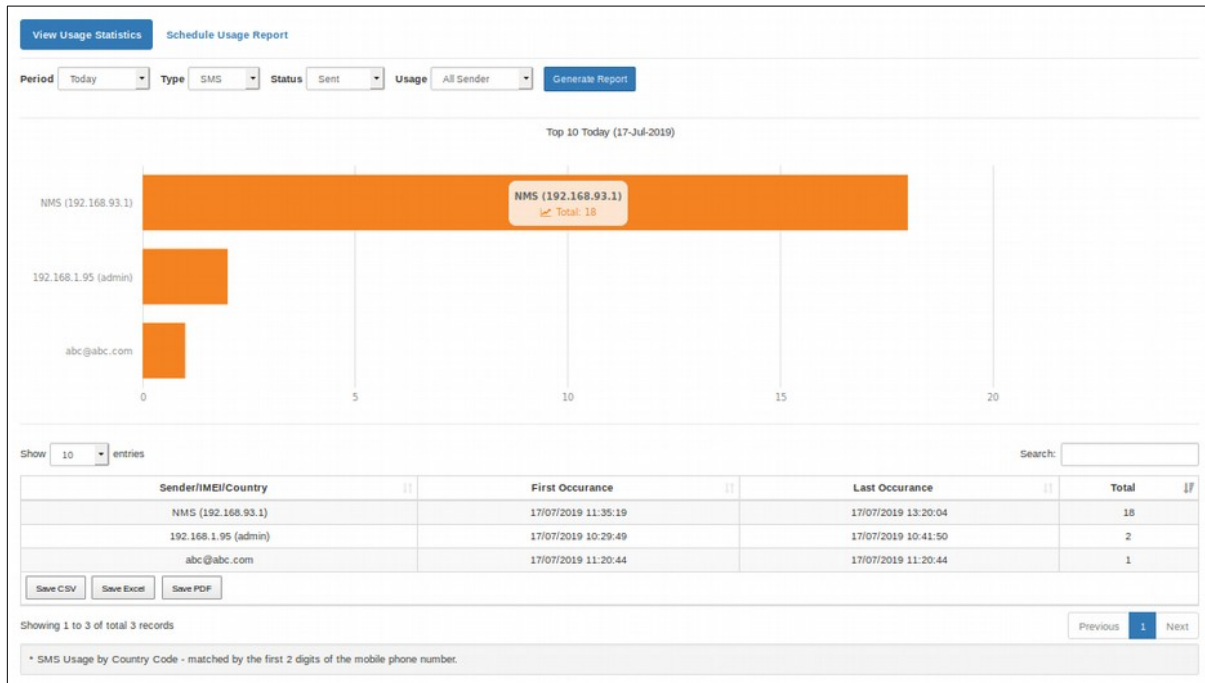 View Usage Statistics Schedule Usage Report
Period Today Type SMS Status Sent Usage All Sender Generate Report
Top 10 Today (17-Jul-2019)
NMS (192.168.93.1)
NMS (192.168.93.1)
Total: 18
192.168.1.95 (admin)
abc@abc.com
0 5 10 15 20
Show 10 entries Search:
Sender/IMEI/Country First Occurance Last Occurance Total
NMS (192.168.93.1) 17/07/2019 11:35:19 17/07/2019 13:20:04 18
192.168.1.95 (admin) 17/07/2019 10:29:49 17/07/2019 10:41:50 2
abc@abc.com 17/07/2019 11:20:44 17/07/2019 11:20:44 1
Save CSV Save Excel Save PDF
Showing 1 to 3 of total 3 records Previous 1 Next
* SMS Usage by Country Code - matched by the first 2 digits of the mobile phone number.